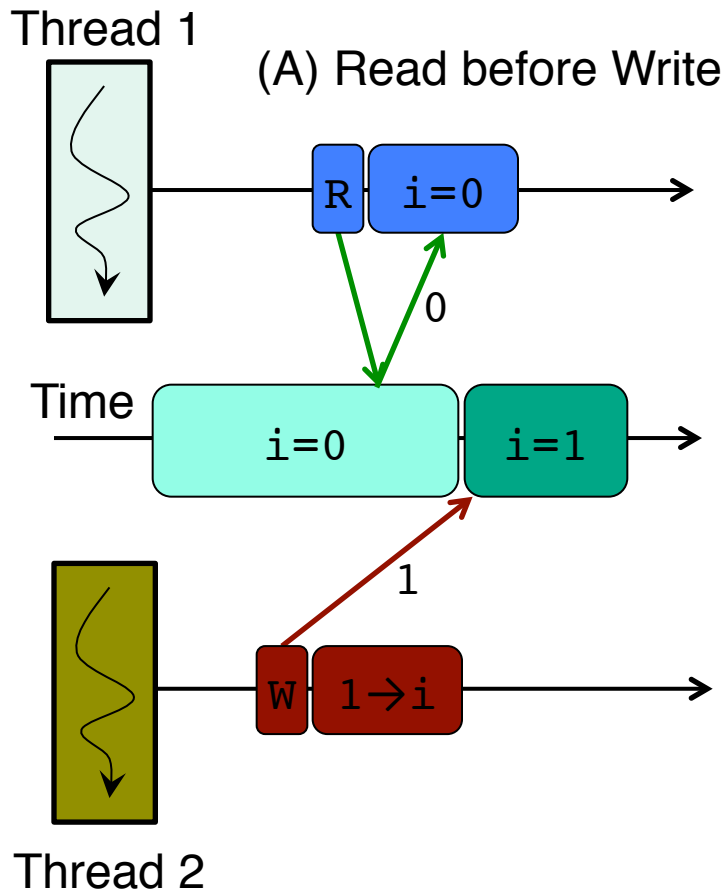 Thread 1
(A) Read before Write
R
i=0
0
Time
i=0
i=1
1
W
1→i
Thread 2